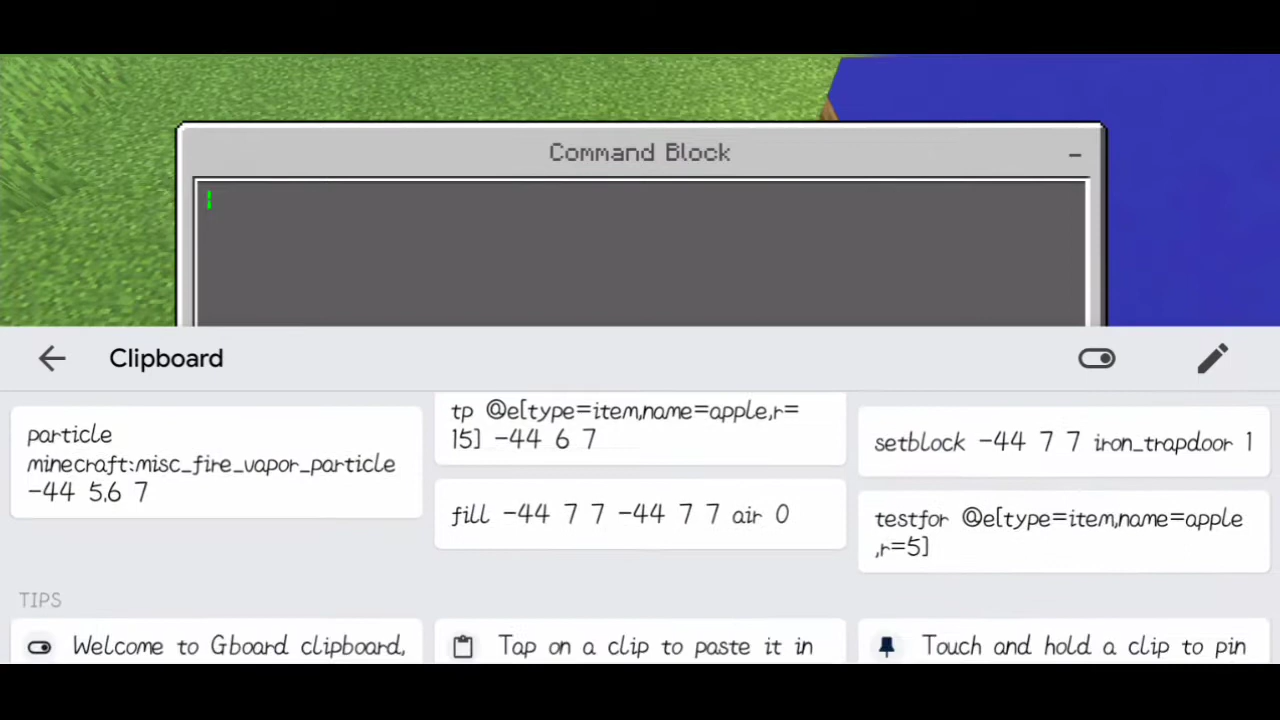 Command Block
Clipboard
particle
minecraft:misc_fire_vapor_particle
-44 5,6 7
tp @e[type=item,name=apple,r=
15] -44 6 7
fill -44 7 7 -44 7 7 air 0
setblock -44 7 7 iron_trapdoor 1
testfor @e[type=item,name=apple
,r=5]
TIPS
Welcome to Gboard clipboard,
Tap on a clip to paste it in
Touch and hold a clip to pin